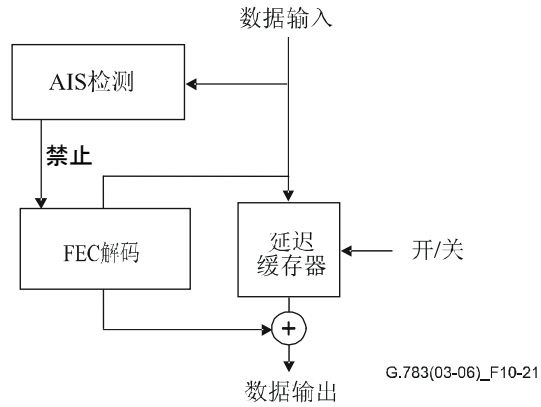 数据输入
AIS检测
禁止
FEC解码
延迟
缓存器
开/关
+
G.783(03-06)_F10-21
数据输出